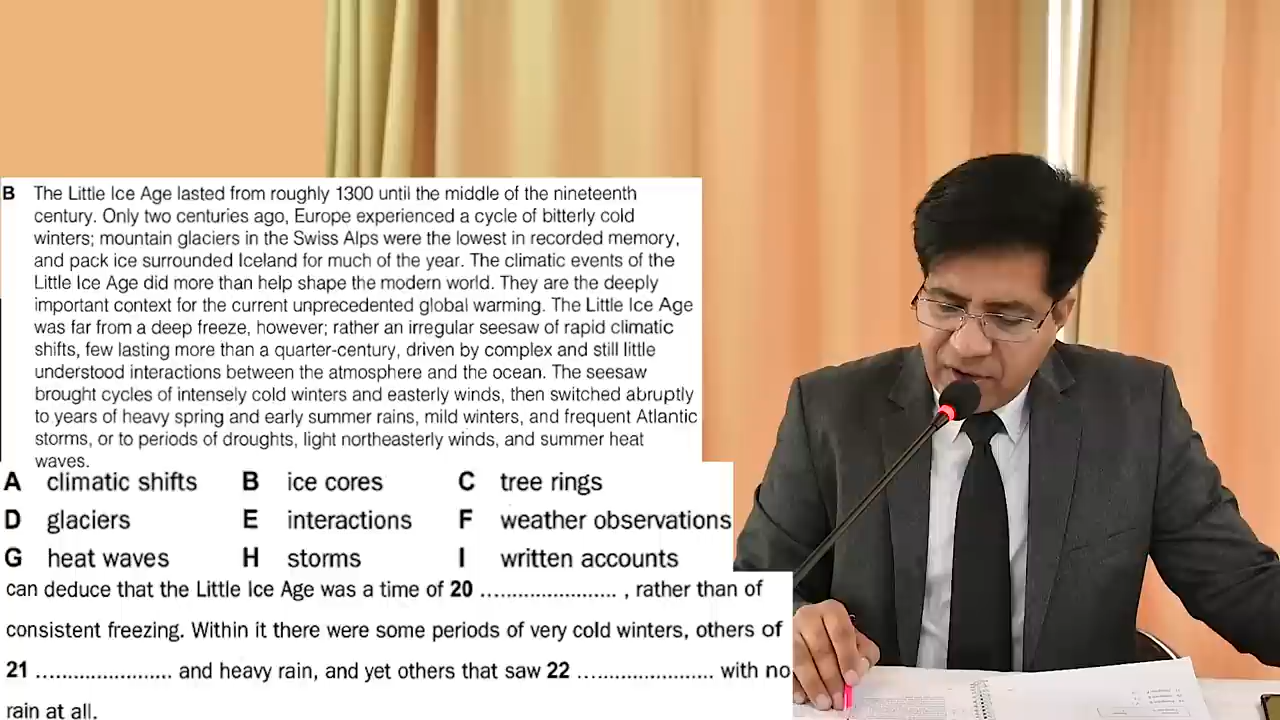 B The Little Ice Age lasted from roughly 1300 until the middle of the nineteenth
century. Only two centuries ago, Europe experienced a cycle of bitterly cold
winters; mountain glaciers in the Swiss Alps were the lowest in recorded memory,
and pack ice surrounded Iceland for much of the year. The climatic events of the
Little Ice Age did more than help shape the modern world. They are the deeply
important context for the current unprecedented global warming. The Little Ice Age
was far from a deep freeze, however; rather an irregular seesaw of rapid climatic
shifts, few lasting more than a quarter-century, driven by complex and still little
understood interactions between the atmosphere and the ocean. The seesaw
brought cycles of intensely cold winters and easterly winds, then switched abruptly
to years of heavy spring and early summer rains, mild winters, and frequent Atlantic
storms, or to periods of droughts, light northeasterly winds, and summer heat
waves.
A climatic shifts B ice cores C tree rings
D glaciers E interactions F weather observations
G heat waves H storms I written accounts
can deduce that the Little Ice Age was a time of 20 ........................ , rather than of
consistent freezing. Within it there were some periods of very cold winters, others of
21 ........................ and heavy rain, and yet others that saw 22 ........................ with no
rain at all.